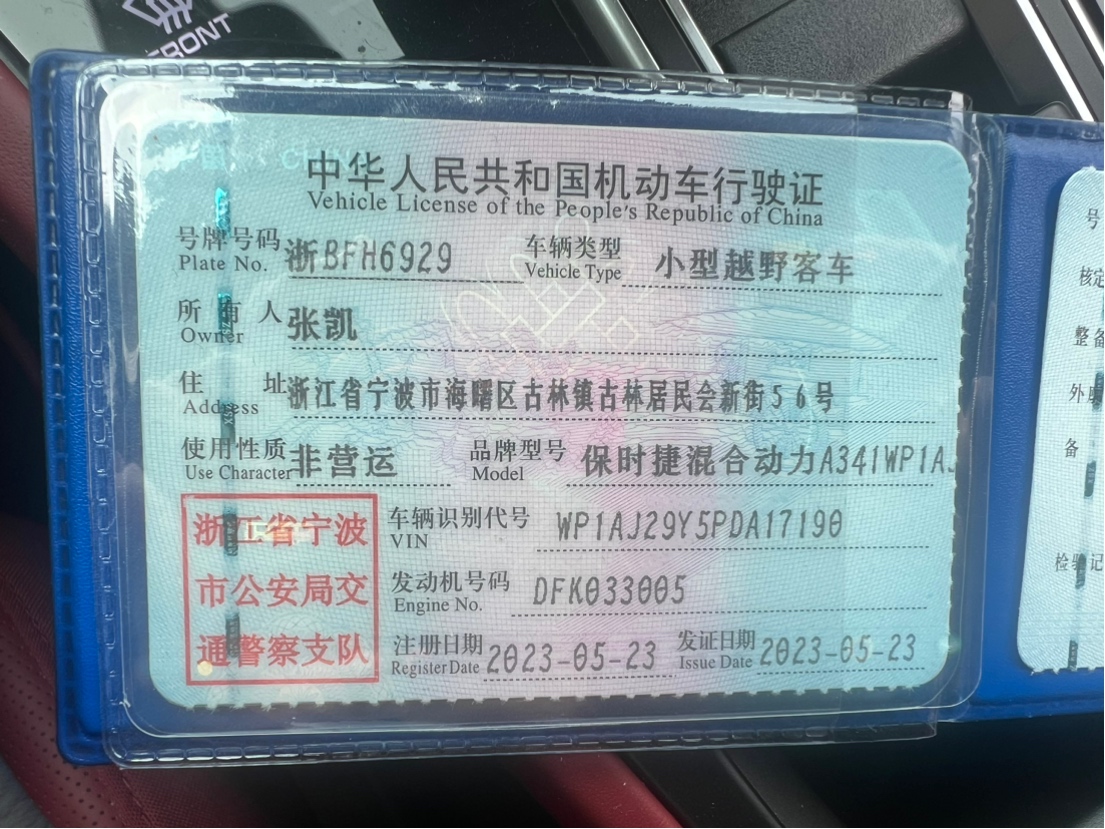 FRONT
中华人民共和国机动车行驶证
Vehicle License of the People's Republic of China
号牌号码 浙BFH6929 车辆类型 小型越野客车
Plate No. Vehicle Type
所有人 张凯
Owner
住址 浙江省宁波市海曙区古林镇古林居民会新街56号
Address
使用性质 非营运 品牌型号 保时捷混合动力A341WP1AJ
Use Character Model
浙江省宁波
市公安局交
通警察支队
车辆识别代号 WP1AJ29Y5PDA17190
VIN
发动机号码 DFK033005
Engine No.
注册日期 2023-05-23 发证日期 2023-05-23
Register Date Issue Date
号
核定
整备
外
备
检验记